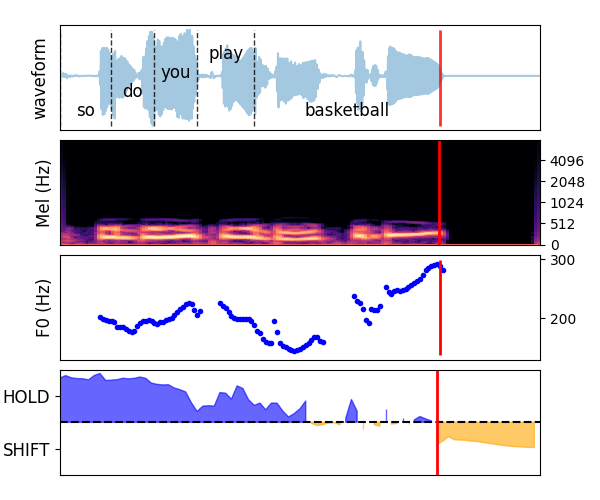 waveform
so
do
you
play
basketball
Mel (Hz)
4096
2048
1024
512
0
F0 (Hz)
300
200
HOLD
SHIFT